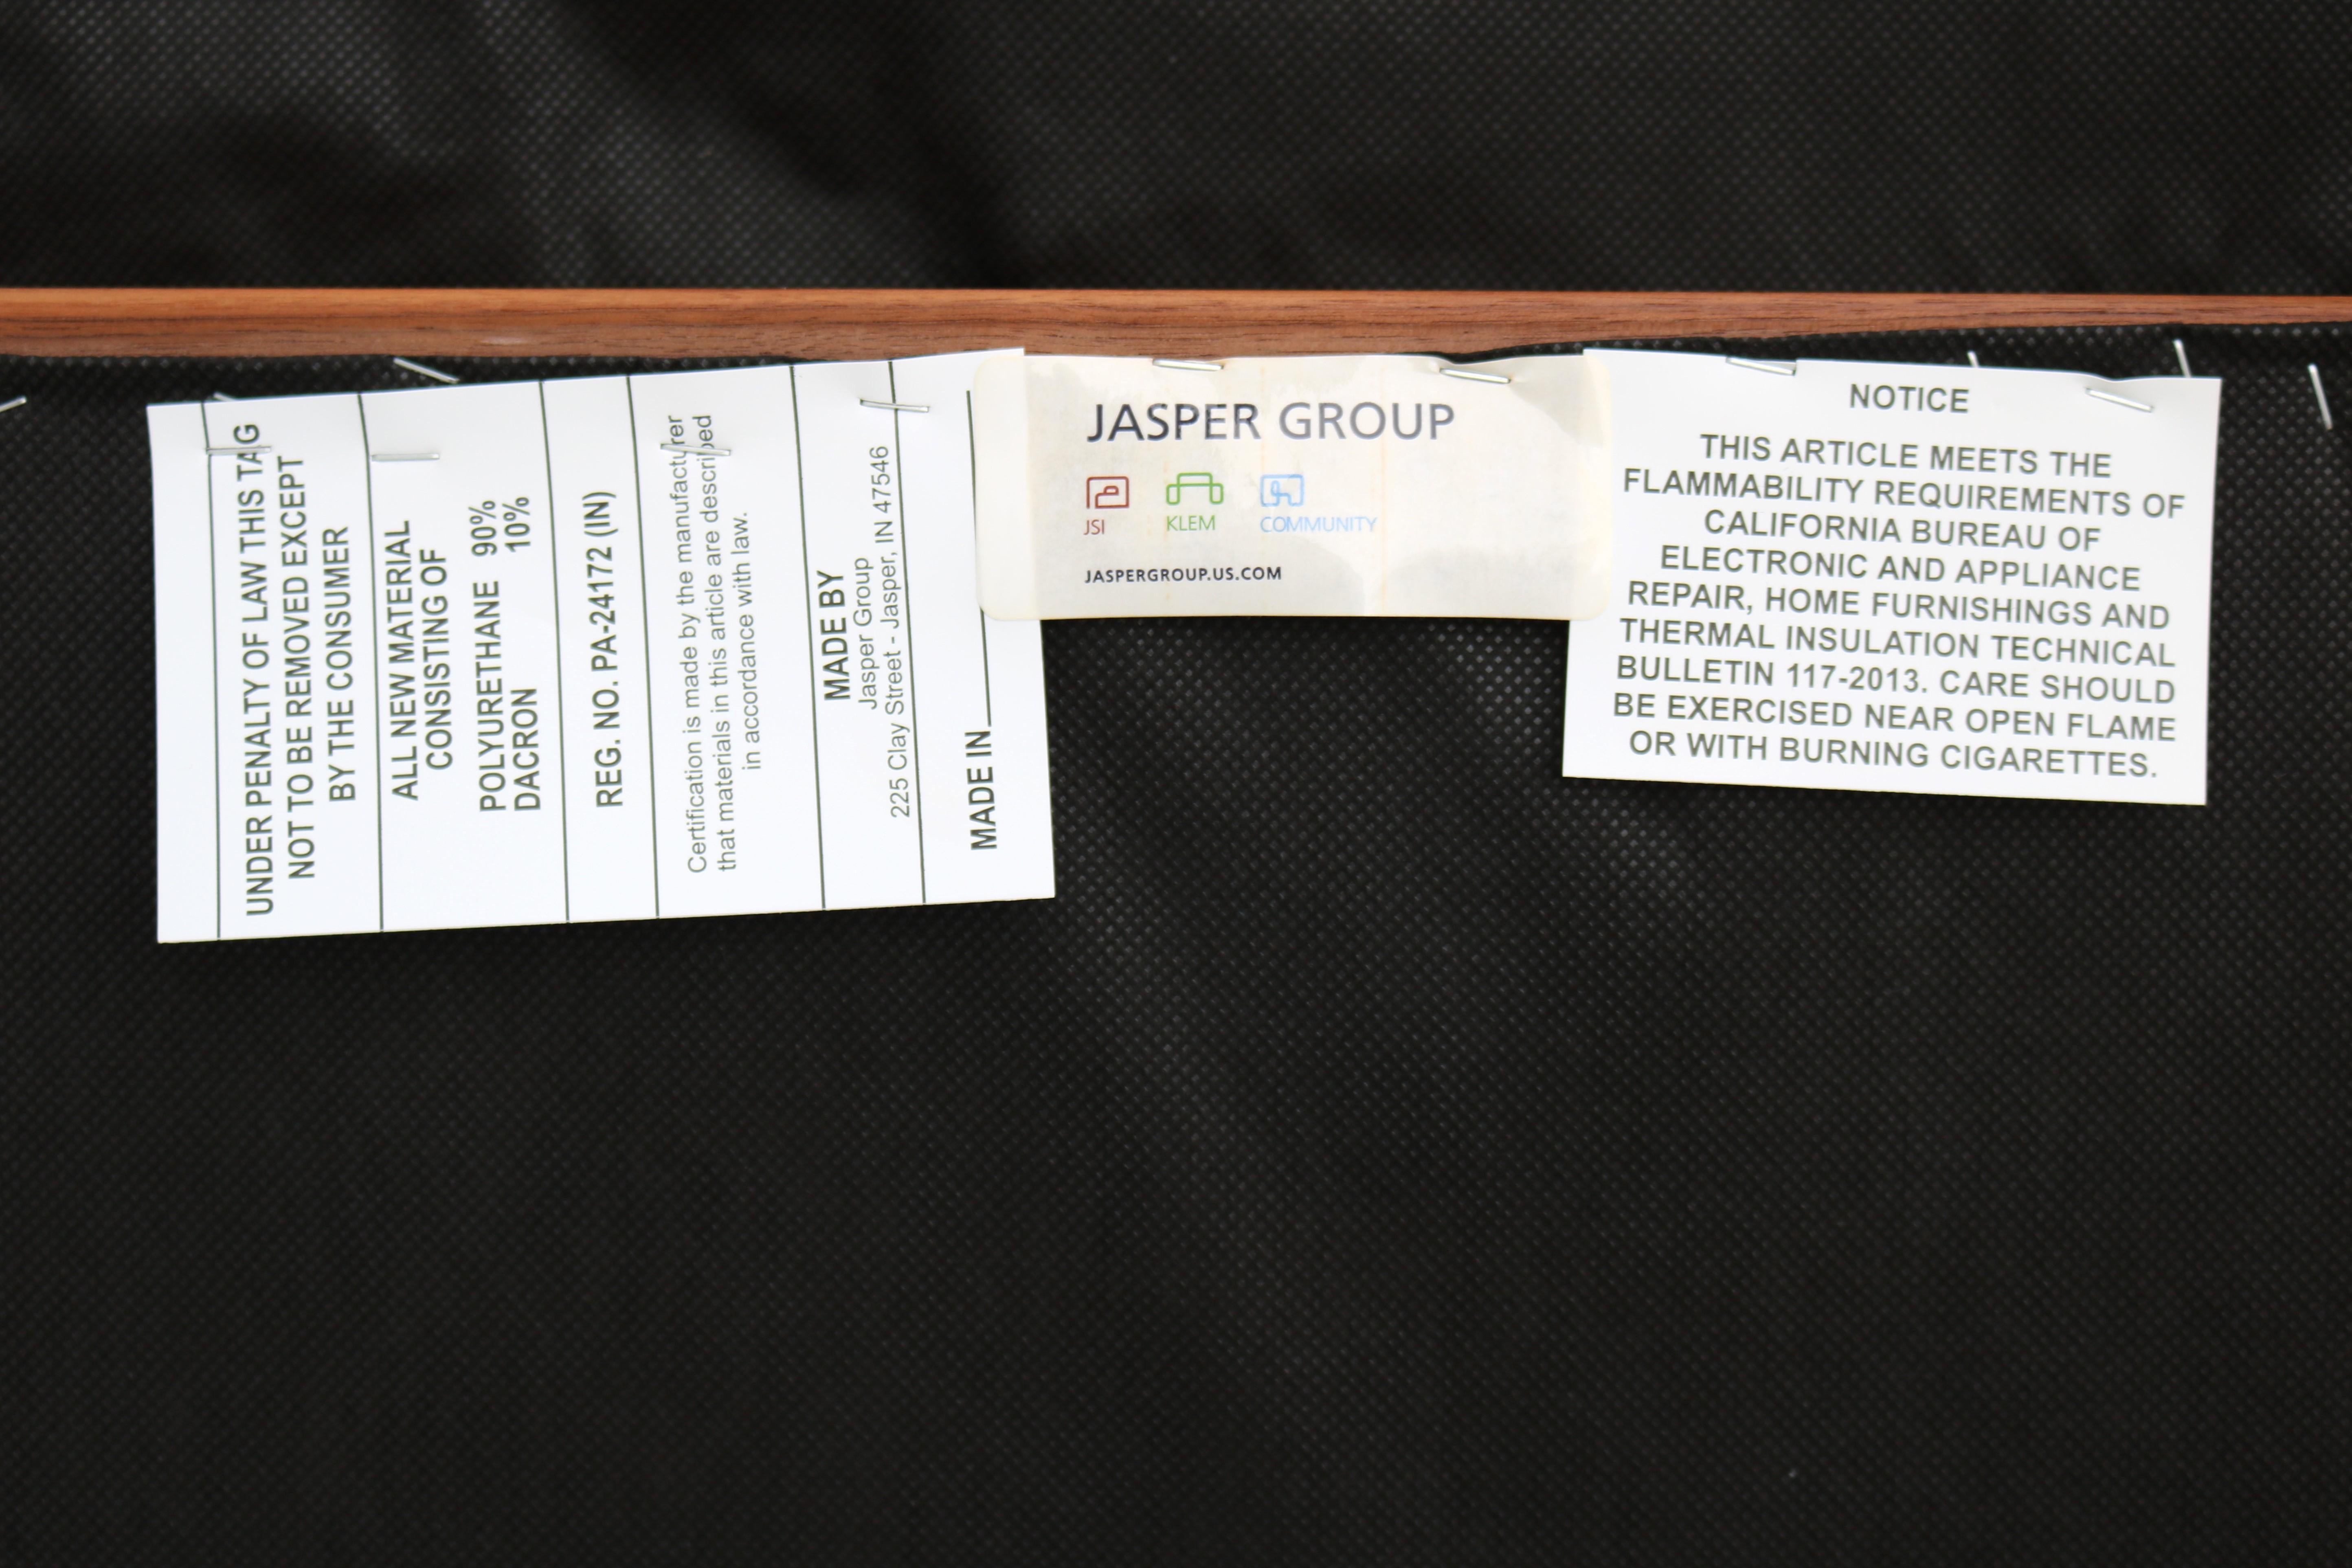 UNDER PENALTY OF LAW THIS TAG
NOT TO BE REMOVED EXCEPT
BY THE CONSUMER
ALL NEW MATERIAL
CONSISTING OF
POLYURETHANE 90%
DACRON 10%
REG. NO. PA-24172 (IN)
Certification is made by the manufacturer
that materials in this article are described
in accordance with law.
MADE BY
Jasper Group
225 Clay Street - Jasper, IN 47546
MADE IN
JASPER GROUP
JSI KLEM COMMUNITY
JASPERGROUP.US.COM
NOTICE
THIS ARTICLE MEETS THE
FLAMMABILITY REQUIREMENTS OF
CALIFORNIA BUREAU OF
ELECTRONIC AND APPLIANCE
REPAIR, HOME FURNISHINGS AND
THERMAL INSULATION TECHNICAL
BULLETIN 117-2013. CARE SHOULD
BE EXERCISED NEAR OPEN FLAME
OR WITH BURNING CIGARETTES.